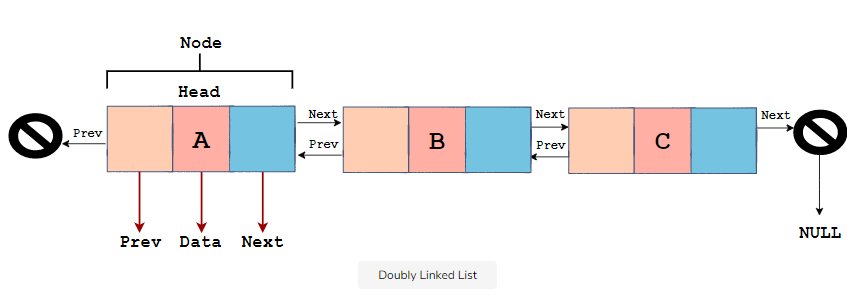 Node
Head
Prev
A
Next
Prev
B
Next
Prev
C
Next
Prev Data Next
NULL
Doubly Linked List